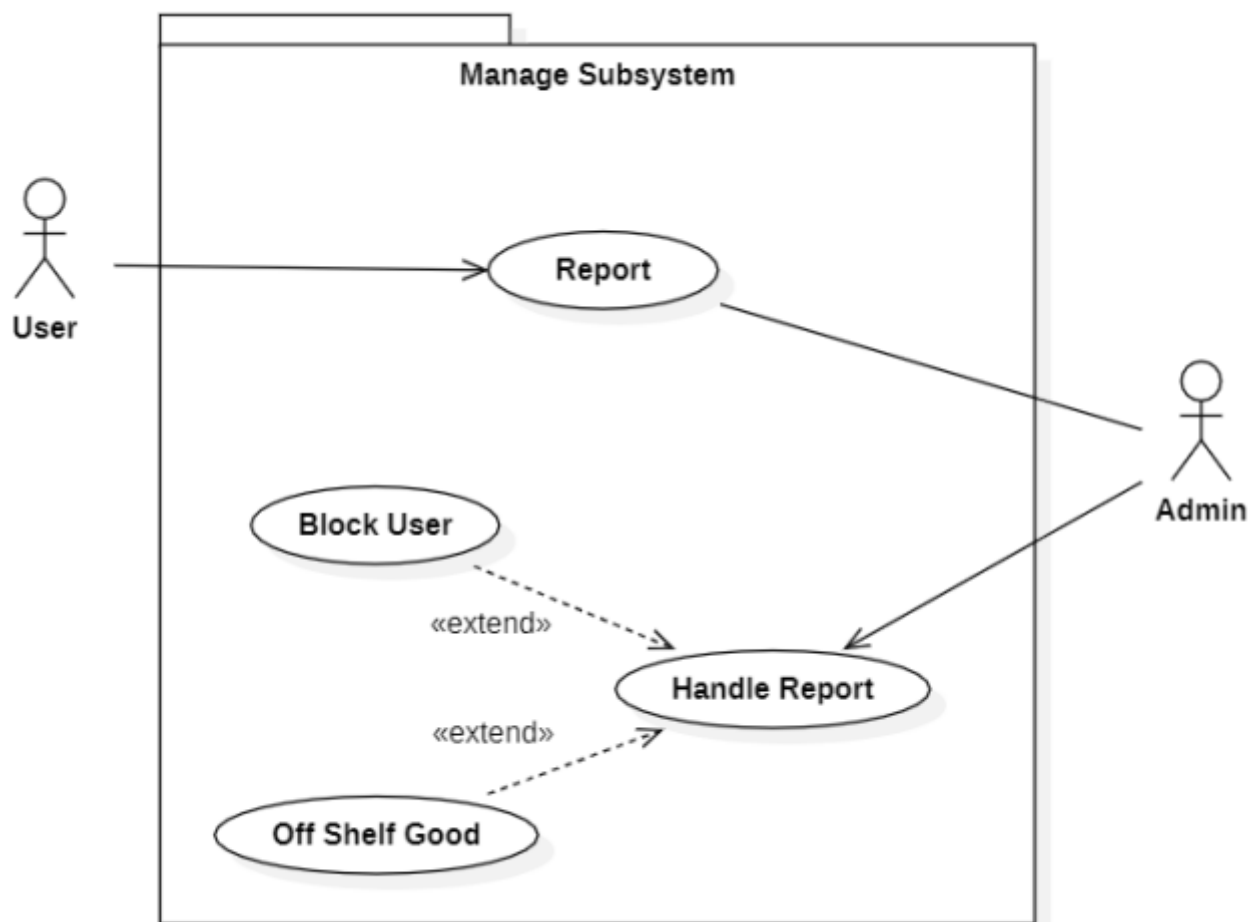 Manage Subsystem
Report
User
Admin
Block User
«extend»
Handle Report
«extend»
Off Shelf Good